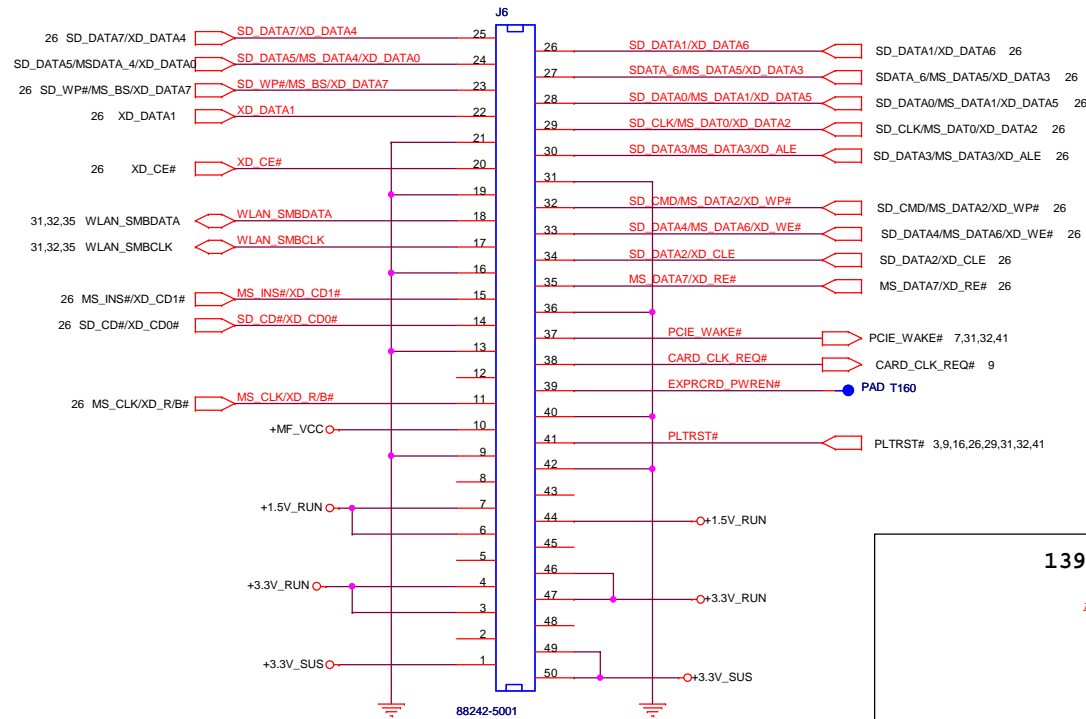 J6
26 SD_DATA7/XD_DATA4 SD_DATA7/XD_DATA4 25
SD_DATA5/MSDATA_4/XD_DATA0 SD_DATA5/MS_DATA4/XD_DATA0 24
26 SD_WP#/MS_BS/XD_DATA7 SD_WP#/MS_BS/XD_DATA7 23
26 XD_DATA1 XD_DATA1 22
21
26 XD_CE# XD_CE# 20
19
31,32,35 WLAN_SMBDATA WLAN_SMBDATA 18
31,32,35 WLAN_SMBCLK WLAN_SMBCLK 17
16
26 MS_INS#/XD_CD1# MS_INS#/XD_CD1# 15
26 SD_CD#/XD_CD0# SD_CD#/XD_CD0# 14
13
12
26 MS_CLK/XD_R/B# MS_CLK/XD_R/B# 11
+MF_VCC 10
9
8
+1.5V_RUN 7
6
5
+3.3V_RUN 4
3
2
+3.3V_SUS 1
26 SD_DATA1/XD_DATA6 SD_DATA1/XD_DATA6 26
27 SDATA_6/MS_DATA5/XD_DATA3 SDATA_6/MS_DATA5/XD_DATA3 26
28 SD_DATA0/MS_DATA1/XD_DATA5 SD_DATA0/MS_DATA1/XD_DATA5 26
29 SD_CLK/MS_DAT0/XD_DATA2 SD_CLK/MS_DAT0/XD_DATA2 26
30 SD_DATA3/MS_DATA3/XD_ALE SD_DATA3/MS_DATA3/XD_ALE 26
31
32 SD_CMD/MS_DATA2/XD_WP# SD_CMD/MS_DATA2/XD_WP# 26
33 SD_DATA4/MS_DATA6/XD_WE# SD_DATA4/MS_DATA6/XD_WE# 26
34 SD_DATA2/XD_CLE SD_DATA2/XD_CLE 26
35 MS_DATA7/XD_RE# MS_DATA7/XD_RE# 26
36
37 PCIE_WAKE# PCIE_WAKE# 7,31,32,41
38 CARD_CLK_REQ# CARD_CLK_REQ# 9
39 EXPRCRD_PWREN# PAD T160
40
41 PLTRST# PLTRST# 3,9,16,26,29,31,32,41
42
43
44 +1.5V_RUN
45
46
47 +3.3V_RUN
48
49
50 +3.3V_SUS
88242-5001
139